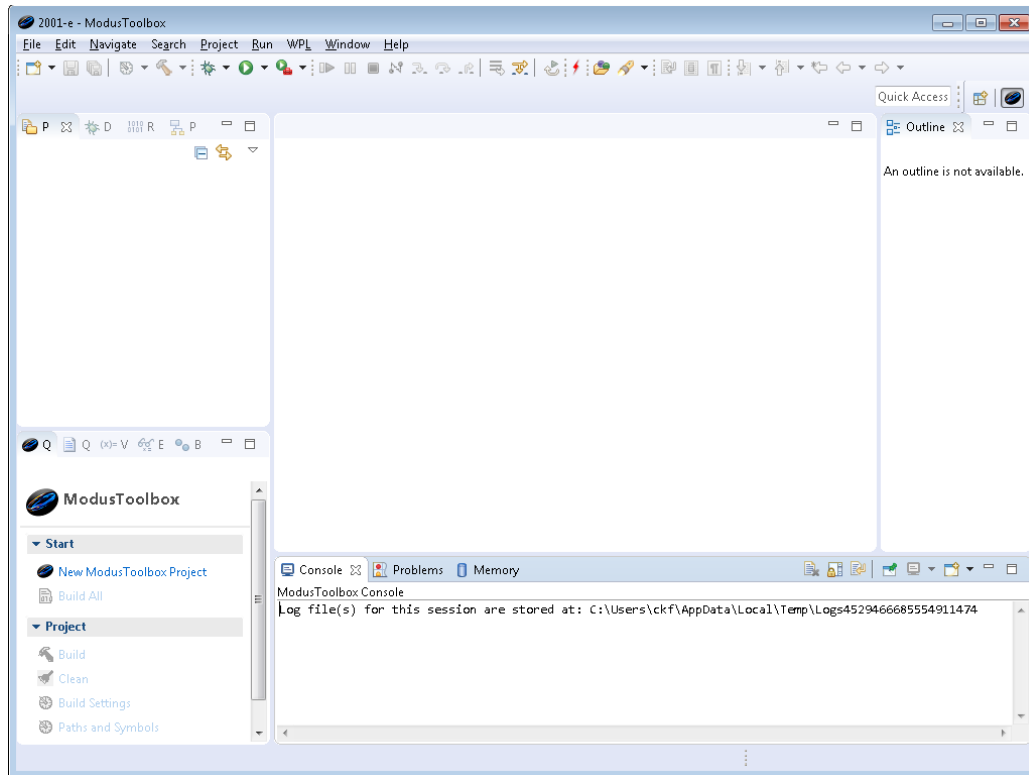 2001-e - ModusToolbox
File Edit Navigate Search Project Run WPL Window Help
Quick Access
P D R P
Outline
An outline is not available.
Q Q (x)= V E B
ModusToolbox
Start
New ModusToolbox Project
Build All
Project
Build
Clean
Build Settings
Paths and Symbols
Console Problems Memory
ModusToolbox Console
Log file(s) for this session are stored at: C:\Users\ckf\AppData\Local\Temp\Logs4529466685554911474